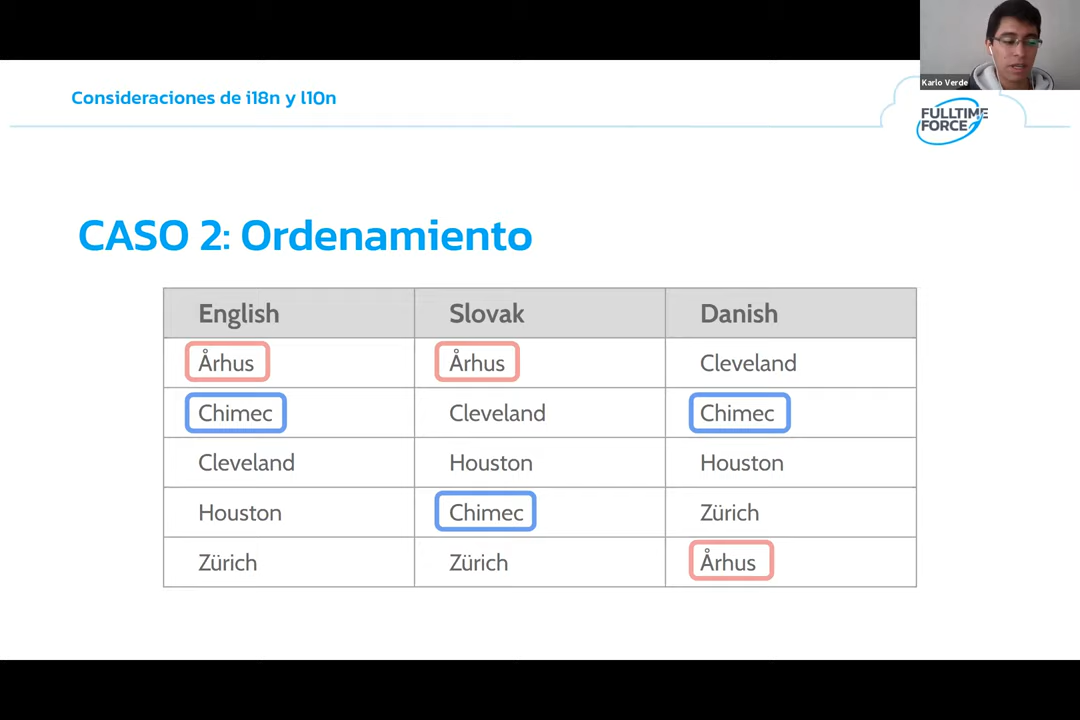 Karlo Verde
Consideraciones de i18n y l10n
FULLTIME
FORCE
CASO 2: Ordenamiento
English Slovak Danish
Århus Århus Cleveland
Chimec Cleveland Chimec
Cleveland Houston Houston
Houston Chimec Zürich
Zürich Zürich Århus